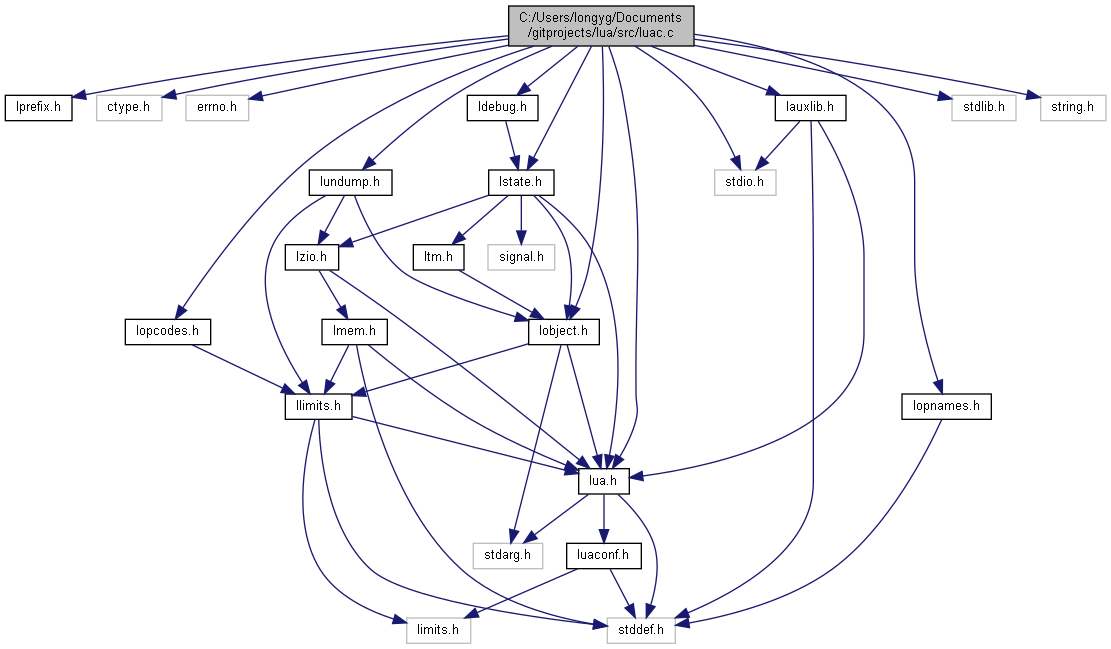 C:/Users/longyg/Documents
/gitprojects/lua/src/luac.c
lprefix.h
ctype.h
errno.h
ldebug.h
lauxlib.h
stdlib.h
string.h
lundump.h
lstate.h
stdio.h
lzio.h
ltm.h
signal.h
lopcodes.h
lmem.h
lobject.h
llimits.h
lopnames.h
lua.h
stdarg.h
luaconf.h
limits.h
stddef.h